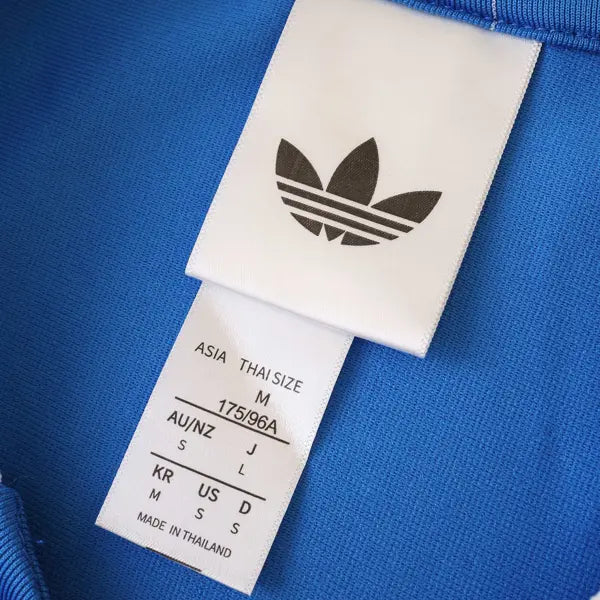 ASIA THAI SIZE
M
175/96A
AU/NZ J
S L
KR US D
M S S
MADE IN THAILAND